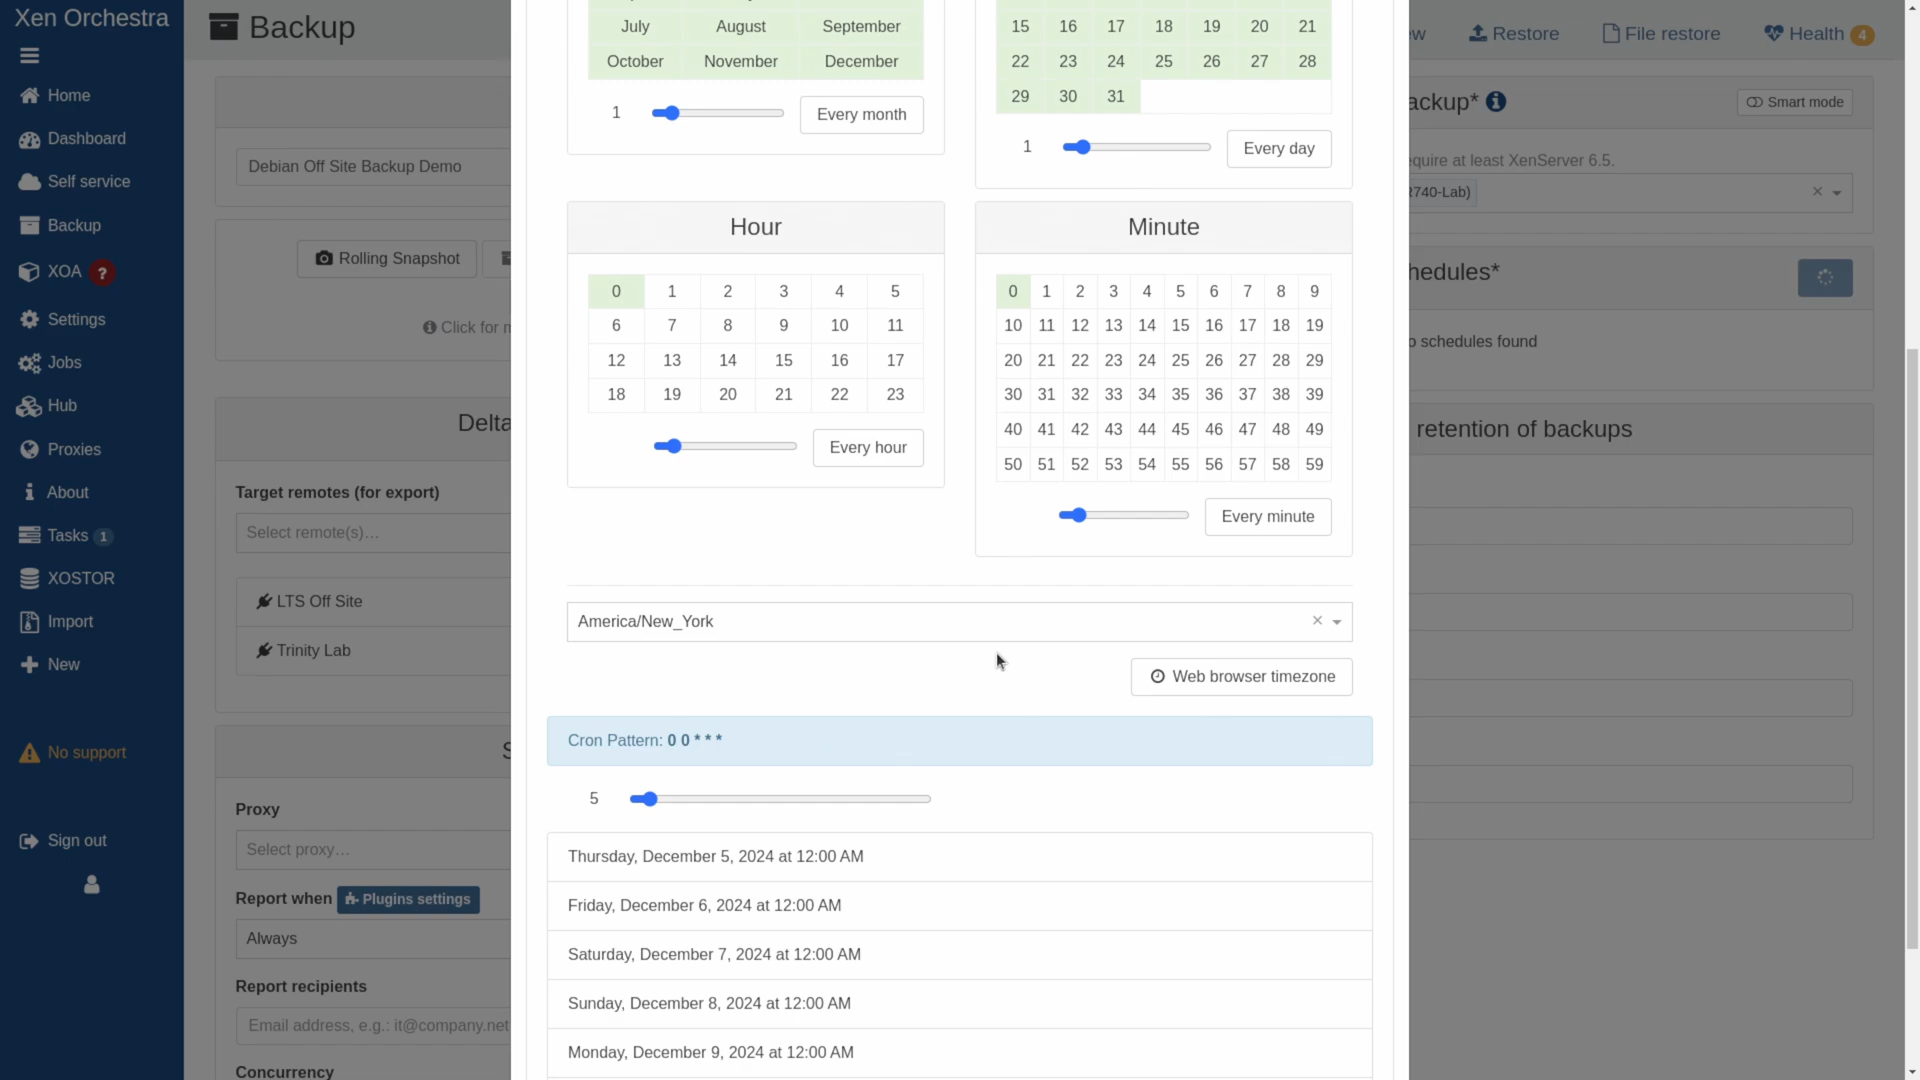 Xen Orchestra
Home
Dashboard
Self service
Backup
XOA ?
Settings
Jobs
Hub
Proxies
About
Tasks 1
XOSTOR
Import
New
No support
Sign out
Backup
Restore
File restore
Health 4
Debian Off Site Backup Demo
Rolling Snapshot
Click for
Delta
Target remotes (for export)
Select remote(s)…
LTS Off Site
Trinity Lab
Proxy
Select proxy…
Report when Plugins settings
Always
Report recipients
Email address, e.g.: it@company.net
Concurrency
July August September
October November December
1 Every month
15 16 17 18 19 20 21
22 23 24 25 26 27 28
29 30 31
1 Every day
Hour
0 1 2 3 4 5
6 7 8 9 10 11
12 13 14 15 16 17
18 19 20 21 22 23
Every hour
Minute
0 1 2 3 4 5 6 7 8 9
10 11 12 13 14 15 16 17 18 19
20 21 22 23 24 25 26 27 28 29
30 31 32 33 34 35 36 37 38 39
40 41 42 43 44 45 46 47 48 49
50 51 52 53 54 55 56 57 58 59
Every minute
America/New_York
Web browser timezone
Cron Pattern: 0 0 * * *
5
Thursday, December 5, 2024 at 12:00 AM
Friday, December 6, 2024 at 12:00 AM
Saturday, December 7, 2024 at 12:00 AM
Sunday, December 8, 2024 at 12:00 AM
Monday, December 9, 2024 at 12:00 AM
ackup*
Smart mode
equire at least XenServer 6.5.
740-Lab)
hedules*
schedules found
retention of backups